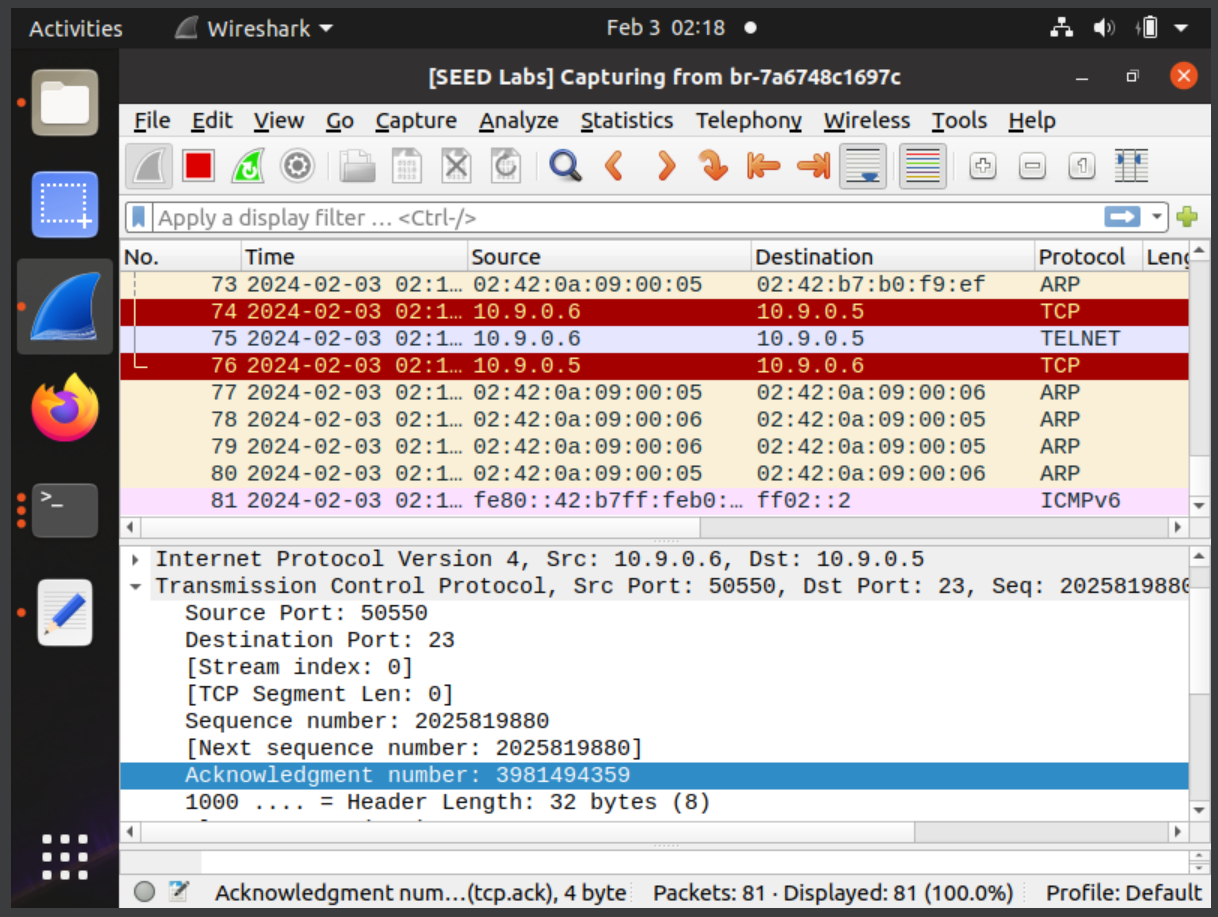 Activities Wireshark Feb 3 02:18
[SEED Labs] Capturing from br-7a6748c1697c
File Edit View Go Capture Analyze Statistics Telephony Wireless Tools Help
Apply a display filter … <Ctrl-/>
No. Time Source Destination Protocol Leng
73 2024-02-03 02:1… 02:42:0a:09:00:05 02:42:b7:b0:f9:ef ARP
74 2024-02-03 02:1… 10.9.0.6 10.9.0.5 TCP
75 2024-02-03 02:1… 10.9.0.6 10.9.0.5 TELNET
76 2024-02-03 02:1… 10.9.0.5 10.9.0.6 TCP
77 2024-02-03 02:1… 02:42:0a:09:00:05 02:42:0a:09:00:06 ARP
78 2024-02-03 02:1… 02:42:0a:09:00:06 02:42:0a:09:00:05 ARP
79 2024-02-03 02:1… 02:42:0a:09:00:06 02:42:0a:09:00:05 ARP
80 2024-02-03 02:1… 02:42:0a:09:00:05 02:42:0a:09:00:06 ARP
81 2024-02-03 02:1… fe80::42:b7ff:feb0:… ff02::2 ICMPv6
Internet Protocol Version 4, Src: 10.9.0.6, Dst: 10.9.0.5
Transmission Control Protocol, Src Port: 50550, Dst Port: 23, Seq: 2025819880
Source Port: 50550
Destination Port: 23
[Stream index: 0]
[TCP Segment Len: 0]
Sequence number: 2025819880
[Next sequence number: 2025819880]
Acknowledgment number: 3981494359
1000 .... = Header Length: 32 bytes (8)
Acknowledgment num…(tcp.ack), 4 byte Packets: 81 · Displayed: 81 (100.0%) Profile: Default